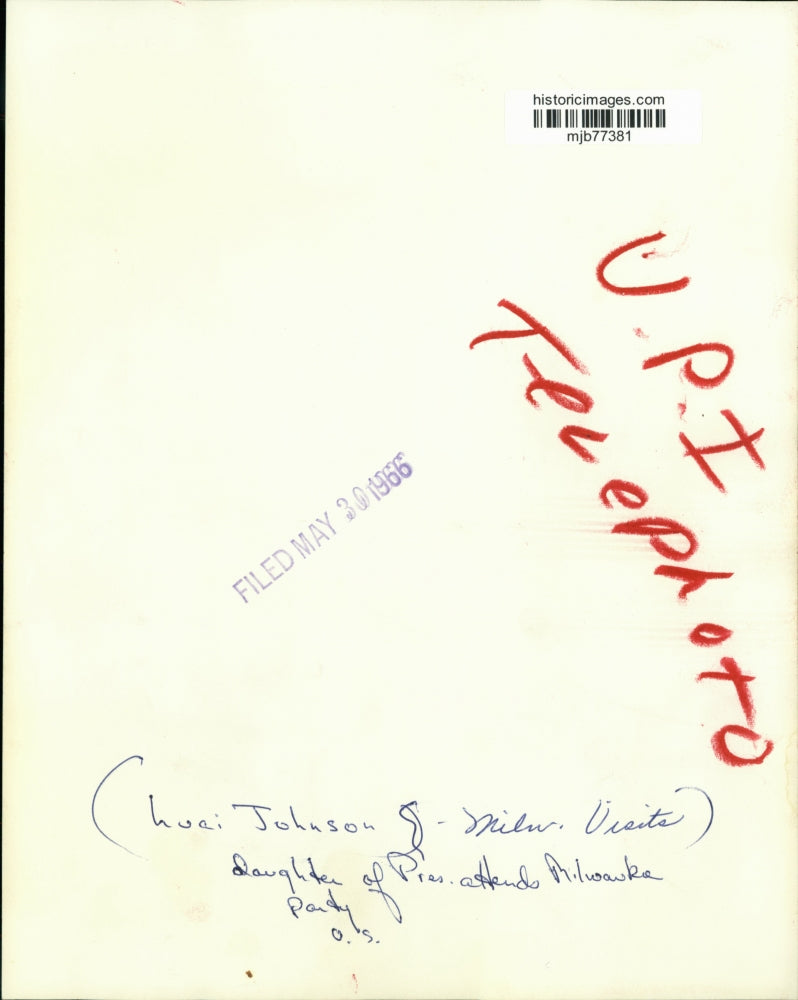 historicimages.com
mjb77381
U.P.I
Telephoto
FILED MAY 30 1966
(Luci Johnson - Milw. Visits)
daughter of Pres. attends Milwaukee
Party
O.S.